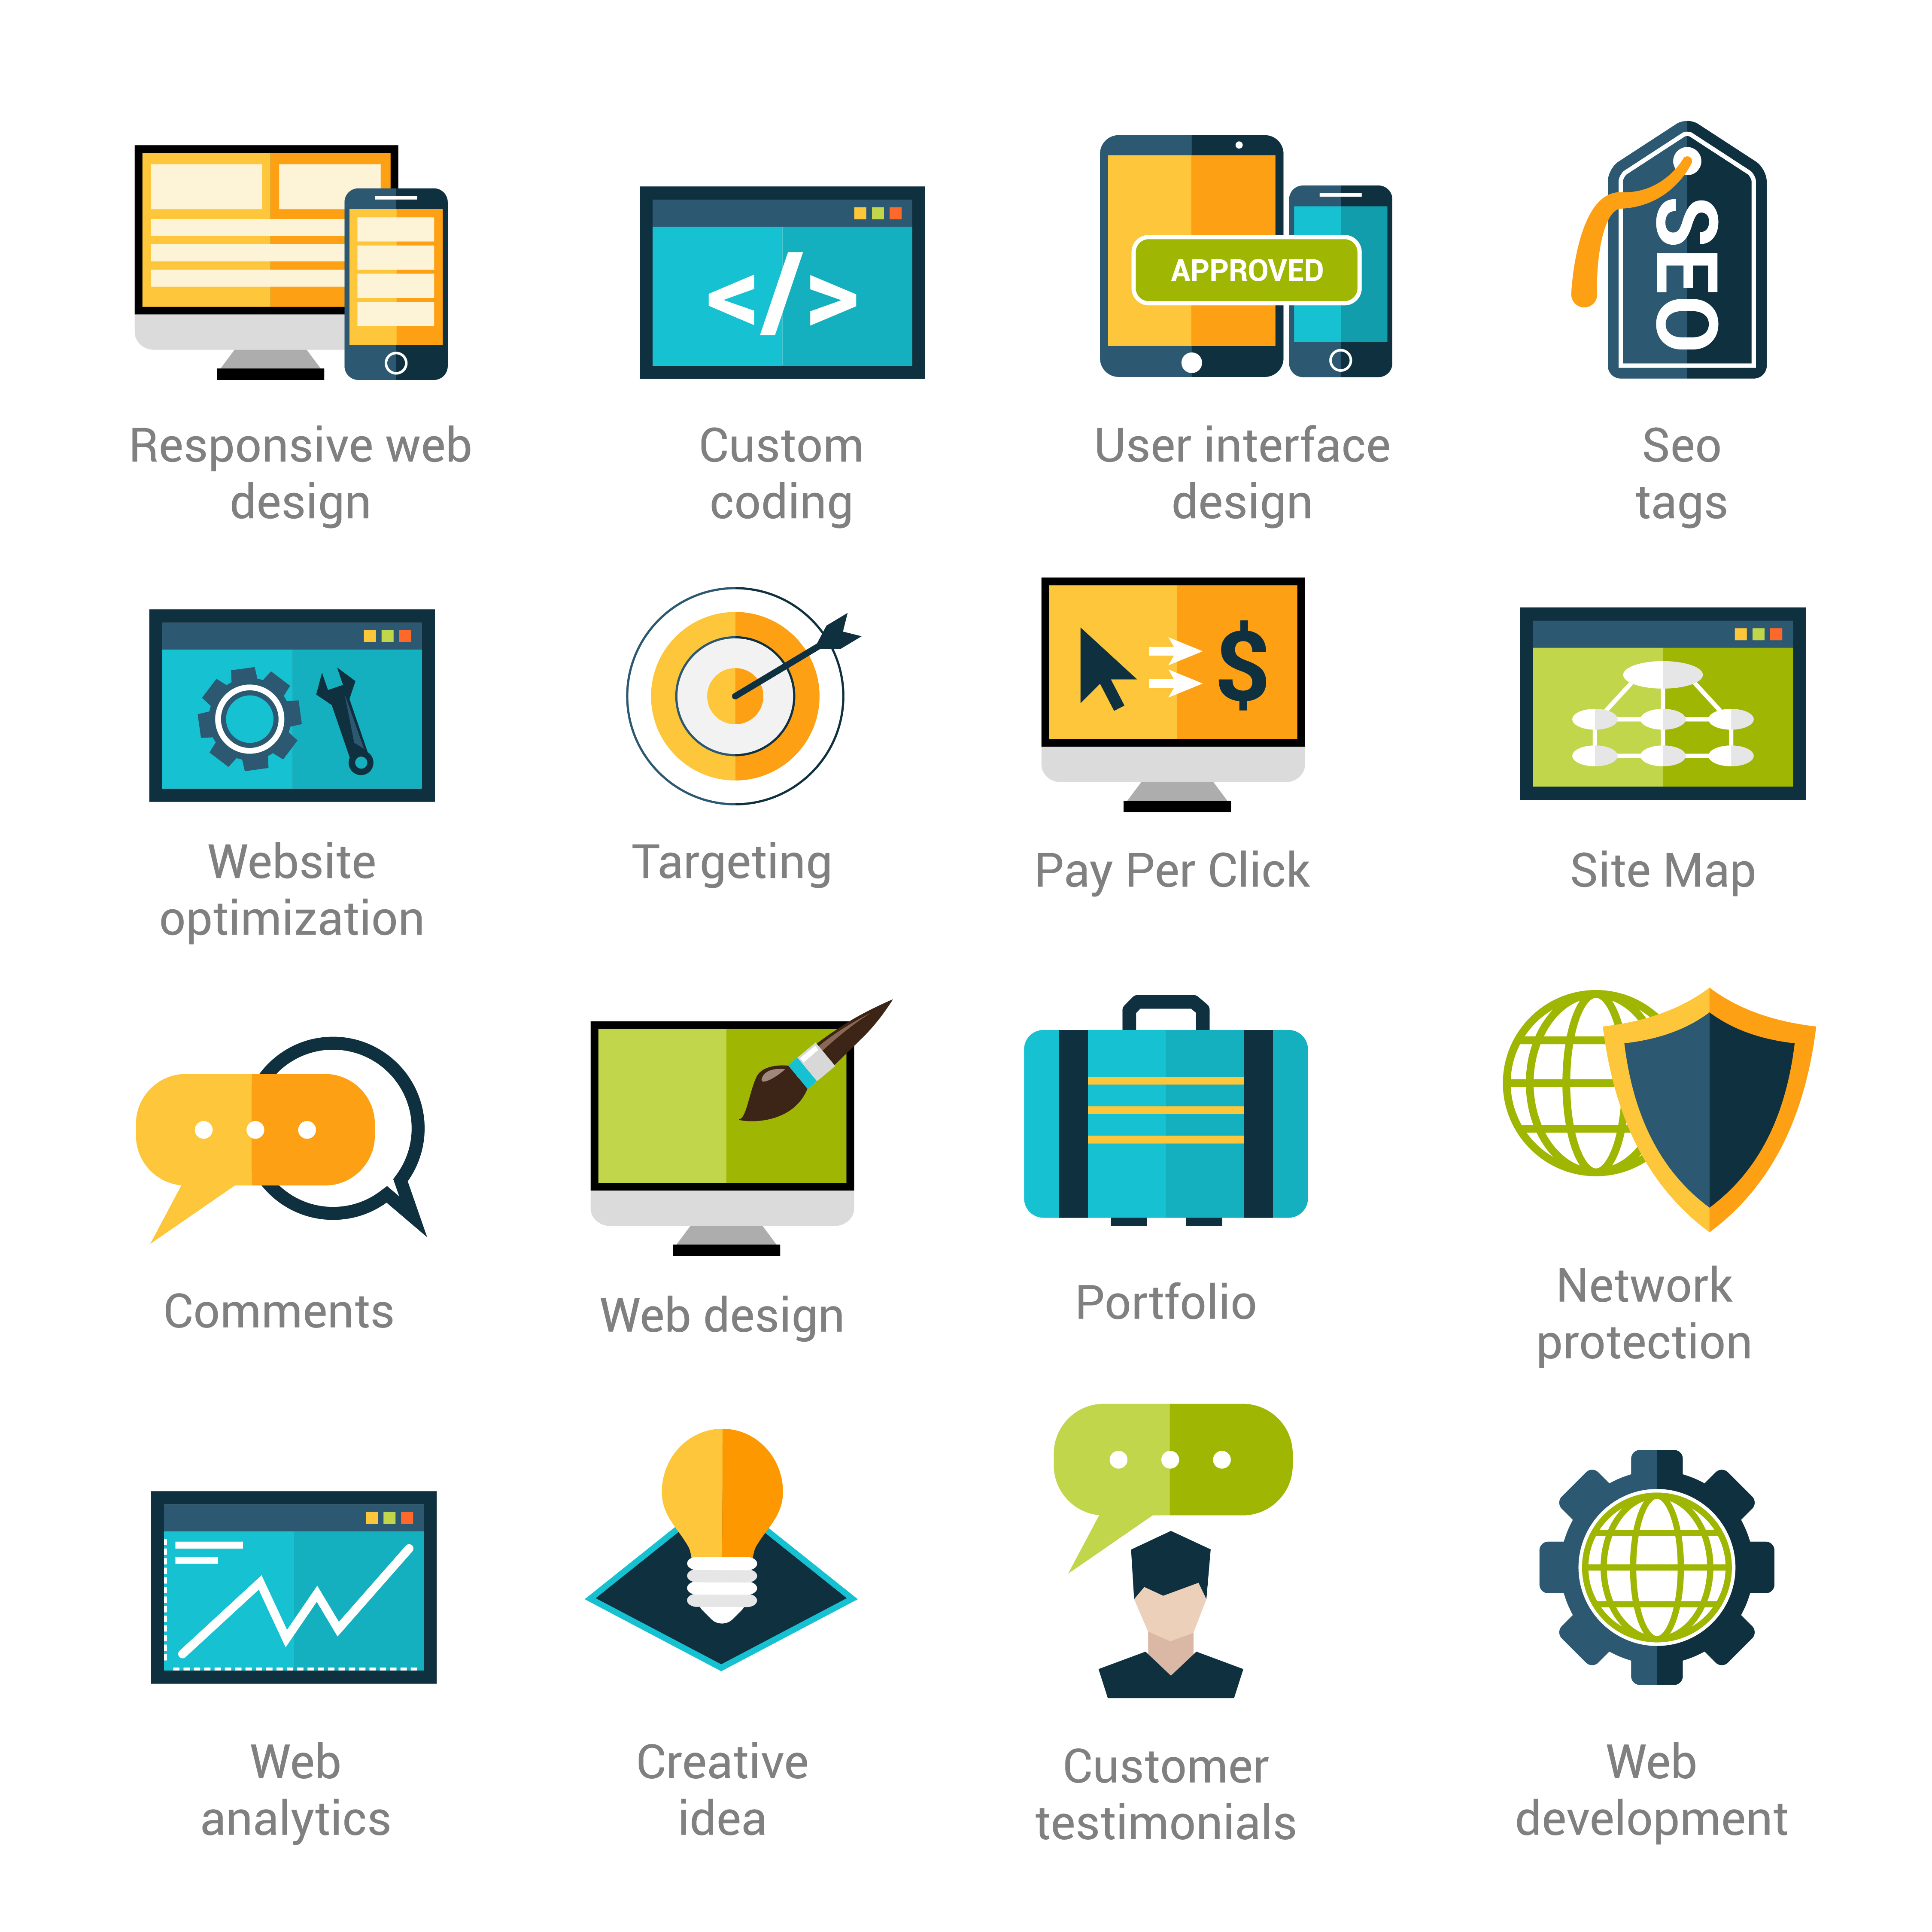 </>
APPROVED
SEO
Responsive web
design
Custom
coding
User interface
design
Seo
tags
$
Website
optimization
Targeting
Pay Per Click
Site Map
Comments
Web design
Portfolio
Network
protection
Web
analytics
Creative
idea
Customer
testimonials
Web
development